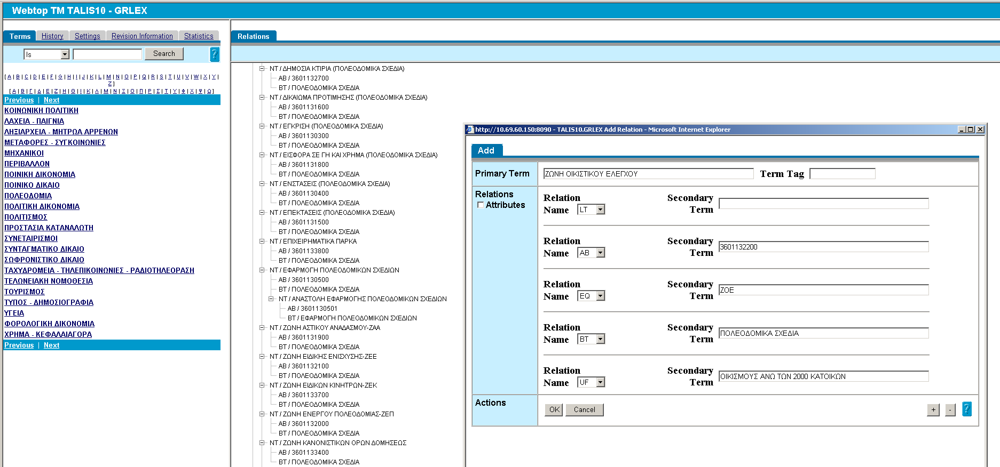 Webtop TM TALIS10 - GRLEX
Terms History Settings Revision Information Statistics
Is Search ?
[ A | B | C | D | E | F | G | H | I | J | K | L | M | N | O | P | Q | R | S | T | U | V | W | X | Y |
Z ]
[ Α | Β | Γ | Δ | Ε | Ζ | Η | Θ | Ι | Κ | Λ | Μ | Ν | Ξ | Ο | Π | Ρ | Σ | Τ | Υ | Φ | Χ | Ψ | Ω ]
Previous | Next
ΚΟΙΝΩΝΙΚΗ ΠΟΛΙΤΙΚΗ
ΛΑΧΕΙΑ - ΠΑΙΓΝΙΑ
ΛΗΞΙΑΡΧΕΙΑ - ΜΗΤΡΩΑ ΑΡΡΕΝΩΝ
ΜΕΤΑΦΟΡΕΣ - ΣΥΓΚΟΙΝΩΝΙΕΣ
ΜΗΧΑΝΙΚΟΙ
ΠΕΡΙΒΑΛΛΟΝ
ΠΟΙΝΙΚΗ ΔΙΚΟΝΟΜΙΑ
ΠΟΙΝΙΚΟ ΔΙΚΑΙΟ
ΠΟΛΕΟΔΟΜΙΑ
ΠΟΛΙΤΙΚΗ ΔΙΚΟΝΟΜΙΑ
ΠΟΛΙΤΙΣΜΟΣ
ΠΡΟΣΤΑΣΙΑ ΚΑΤΑΝΑΛΩΤΗ
ΣΥΝΕΤΑΙΡΙΣΜΟΙ
ΣΥΝΤΑΓΜΑΤΙΚΟ ΔΙΚΑΙΟ
ΣΩΦΡΟΝΙΣΤΙΚΟ ΔΙΚΑΙΟ
ΤΑΧΥΔΡΟΜΕΙΑ - ΤΗΛΕΠΙΚΟΙΝΩΝΙΕΣ - ΡΑΔΙΟΤΗΛΕΟΡΑΣΗ
ΤΕΛΩΝΕΙΑΚΗ ΝΟΜΟΘΕΣΙΑ
ΤΟΥΡΙΣΜΟΣ
ΤΥΠΟΣ - ΔΗΜΟΣΙΟΓΡΑΦΙΑ
ΥΓΕΙΑ
ΦΟΡΟΛΟΓΙΚΗ ΔΙΚΟΝΟΜΙΑ
ΧΡΗΜΑ - ΚΕΦΑΛΑΙΑΓΟΡΑ
Previous | Next
Relations
NT / ΔΗΜΟΣΙΑ ΚΤΙΡΙΑ (ΠΟΛΕΟΔΟΜΙΚΑ ΣΧΕΔΙΑ)
AB / 3601132700
BT / ΠΟΛΕΟΔΟΜΙΚΑ ΣΧΕΔΙΑ
NT / ΔΙΚΑΙΩΜΑ ΠΡΟΤΙΜΗΣΗΣ (ΠΟΛΕΟΔΟΜΙΚΑ ΣΧΕΔΙΑ)
AB / 3601131600
BT / ΠΟΛΕΟΔΟΜΙΚΑ ΣΧΕΔΙΑ
NT / ΕΓΚΡΙΣΗ (ΠΟΛΕΟΔΟΜΙΚΑ ΣΧΕΔΙΑ)
AB / 3601130300
BT / ΠΟΛΕΟΔΟΜΙΚΑ ΣΧΕΔΙΑ
NT / ΕΙΣΦΟΡΑ ΣΕ ΓΗ ΚΑΙ ΧΡΗΜΑ (ΠΟΛΕΟΔΟΜΙΚΑ ΣΧΕΔΙΑ)
AB / 3601131800
BT / ΠΟΛΕΟΔΟΜΙΚΑ ΣΧΕΔΙΑ
NT / ΕΝΣΤΑΣΕΙΣ (ΠΟΛΕΟΔΟΜΙΚΑ ΣΧΕΔΙΑ)
AB / 3601130400
BT / ΠΟΛΕΟΔΟΜΙΚΑ ΣΧΕΔΙΑ
NT / ΕΠΕΚΤΑΣΕΙΣ (ΠΟΛΕΟΔΟΜΙΚΑ ΣΧΕΔΙΑ)
AB / 3601131500
BT / ΠΟΛΕΟΔΟΜΙΚΑ ΣΧΕΔΙΑ
NT / ΕΠΙΧΕΙΡΗΜΑΤΙΚΑ ΠΑΡΚΑ
AB / 3601133800
BT / ΠΟΛΕΟΔΟΜΙΚΑ ΣΧΕΔΙΑ
NT / ΕΦΑΡΜΟΓΗ ΠΟΛΕΟΔΟΜΙΚΩΝ ΣΧΕΔΙΩΝ
AB / 3601130500
BT / ΠΟΛΕΟΔΟΜΙΚΑ ΣΧΕΔΙΑ
NT / ΑΝΑΣΤΟΛΗ ΕΦΑΡΜΟΓΗΣ ΠΟΛΕΟΔΟΜΙΚΩΝ ΣΧΕΔΙΩΝ
AB / 3601130501
BT / ΕΦΑΡΜΟΓΗ ΠΟΛΕΟΔΟΜΙΚΩΝ ΣΧΕΔΙΩΝ
NT / ΖΩΝΗ ΑΣΤΙΚΟΥ ΑΝΑΔΑΣΜΟΥ-ΖΑΑ
AB / 3601131900
BT / ΠΟΛΕΟΔΟΜΙΚΑ ΣΧΕΔΙΑ
NT / ΖΩΝΗ ΕΙΔΙΚΗΣ ΕΝΙΣΧΥΣΗΣ-ΖΕΕ
AB / 3601132100
BT / ΠΟΛΕΟΔΟΜΙΚΑ ΣΧΕΔΙΑ
NT / ΖΩΝΗ ΕΙΔΙΚΩΝ ΚΙΝΗΤΡΩΝ-ΖΕΚ
AB / 3601133700
BT / ΠΟΛΕΟΔΟΜΙΚΑ ΣΧΕΔΙΑ
NT / ΖΩΝΗ ΕΝΕΡΓΟΥ ΠΟΛΕΟΔΟΜΙΑΣ-ΖΕΠ
AB / 3601132000
BT / ΠΟΛΕΟΔΟΜΙΚΑ ΣΧΕΔΙΑ
NT / ΖΩΝΗ ΚΑΝΟΝΙΣΤΙΚΩΝ ΟΡΩΝ ΔΟΜΗΣΕΩΣ
AB / 3601133400
BT / ΠΟΛΕΟΔΟΜΙΚΑ ΣΧΕΔΙΑ
http://10.69.60.150:8090 - TALIS10.GRLEX Add Relation - Microsoft Internet Explorer
Add
Primary Term ΖΩΝΗ ΟΙΚΙΣΤΙΚΟΥ ΕΛΕΓΧΟΥ Term Tag
Relations
Attributes
Relation Name LT Secondary Term
Relation Name AB Secondary Term 3601132200
Relation Name EQ Secondary Term ΖΟΕ
Relation Name BT Secondary Term ΠΟΛΕΟΔΟΜΙΚΑ ΣΧΕΔΙΑ
Relation Name UF Secondary Term ΟΙΚΙΣΜΟΥΣ ΑΝΩ ΤΩΝ 2000 ΚΑΤΟΙΚΩΝ
Actions OK Cancel + - ?